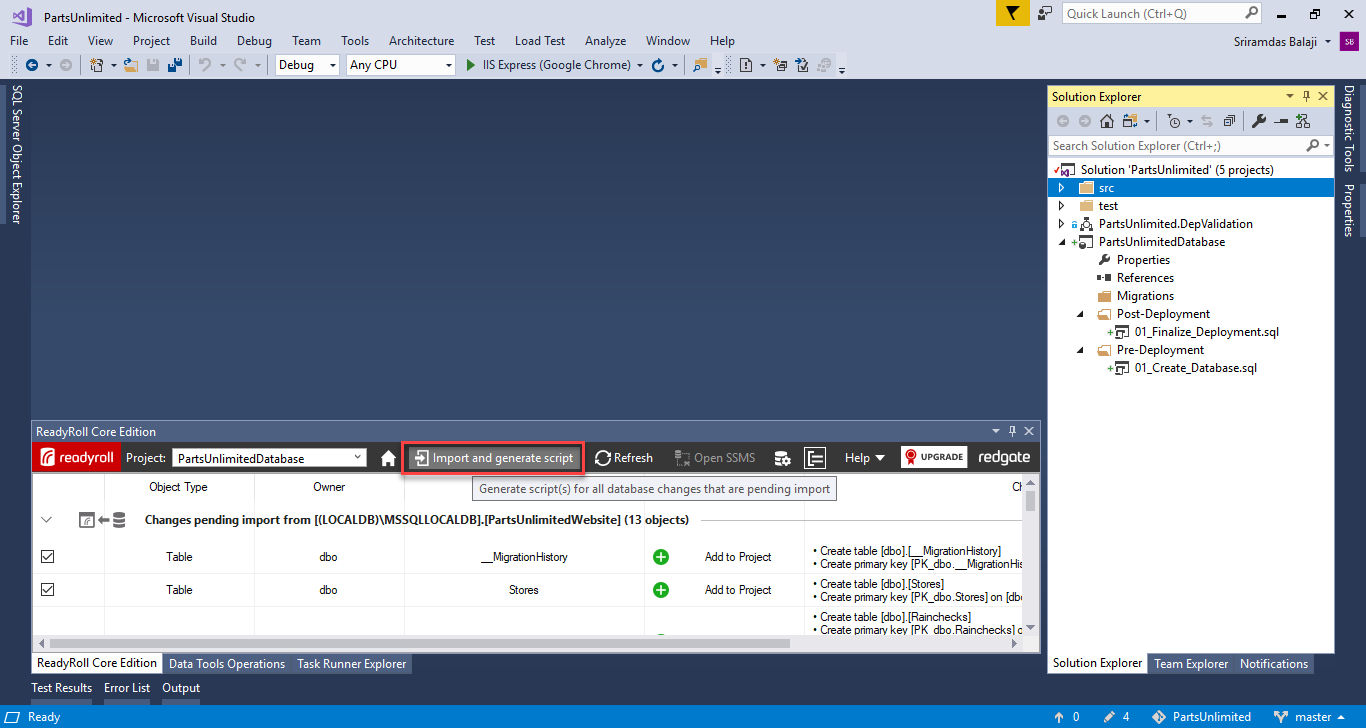 PartsUnlimited - Microsoft Visual Studio
Quick Launch (Ctrl+Q)
File Edit View Project Build Debug Team Tools Architecture Test Load Test Analyze Window Help
Sriramdas Balaji SB
Debug Any CPU IIS Express (Google Chrome)
SQL Server Object Explorer
Solution Explorer
Search Solution Explorer (Ctrl+;)
Solution 'PartsUnlimited' (5 projects)
src
test
PartsUnlimited.DepValidation
PartsUnlimitedDatabase
Properties
References
Migrations
Post-Deployment
01_Finalize_Deployment.sql
Pre-Deployment
01_Create_Database.sql
Diagnostic Tools
Properties
ReadyRoll Core Edition
readyroll Project: PartsUnlimitedDatabase Import and generate script Refresh Open SSMS Help UPGRADE redgate
Object Type Owner
Generate script(s) for all database changes that are pending import
Changes pending import from [(LOCALDB)\MSSQLLOCALDB].[PartsUnlimitedWebsite] (13 objects)
Table dbo __MigrationHistory Add to Project
• Create table [dbo].[__MigrationHistory]
• Create primary key [PK_dbo.__MigrationHis
Table dbo Stores Add to Project
• Create table [dbo].[Stores]
• Create primary key [PK_dbo.Stores] on [dbo
• Create table [dbo].[Rainchecks]
• Create primary key [PK_dbo.Rainchecks] o
ReadyRoll Core Edition Data Tools Operations Task Runner Explorer
Solution Explorer Team Explorer Notifications
Test Results Error List Output
Ready 0 4 PartsUnlimited master